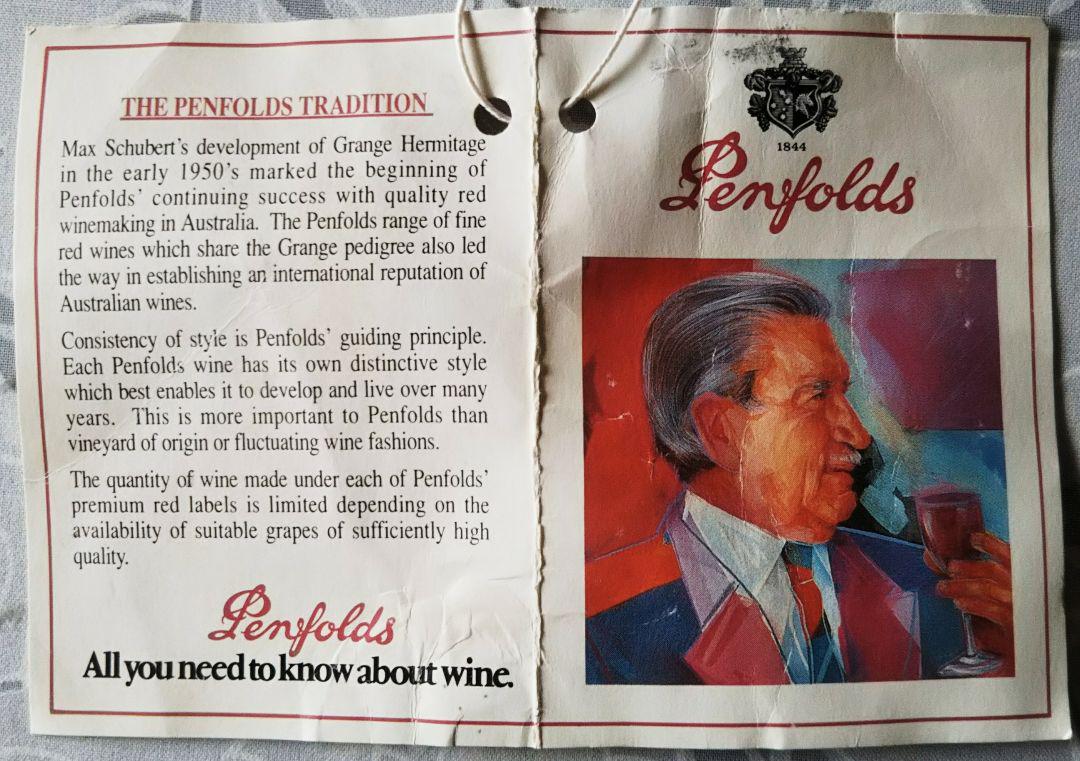 THE PENFOLDS TRADITION
Max Schubert's development of Grange Hermitage
in the early 1950's marked the beginning of
Penfolds' continuing success with quality red
winemaking in Australia. The Penfolds range of fine
red wines which share the Grange pedigree also led
the way in establishing an international reputation of
Australian wines.
Consistency of style is Penfolds' guiding principle.
Each Penfolds wine has its own distinctive style
which best enables it to develop and live over many
years. This is more important to Penfolds than
vineyard of origin or fluctuating wine fashions.
The quantity of wine made under each of Penfolds'
premium red labels is limited depending on the
availability of suitable grapes of sufficiently high
quality.
Penfolds
All you need to know about wine.
1844
Penfolds